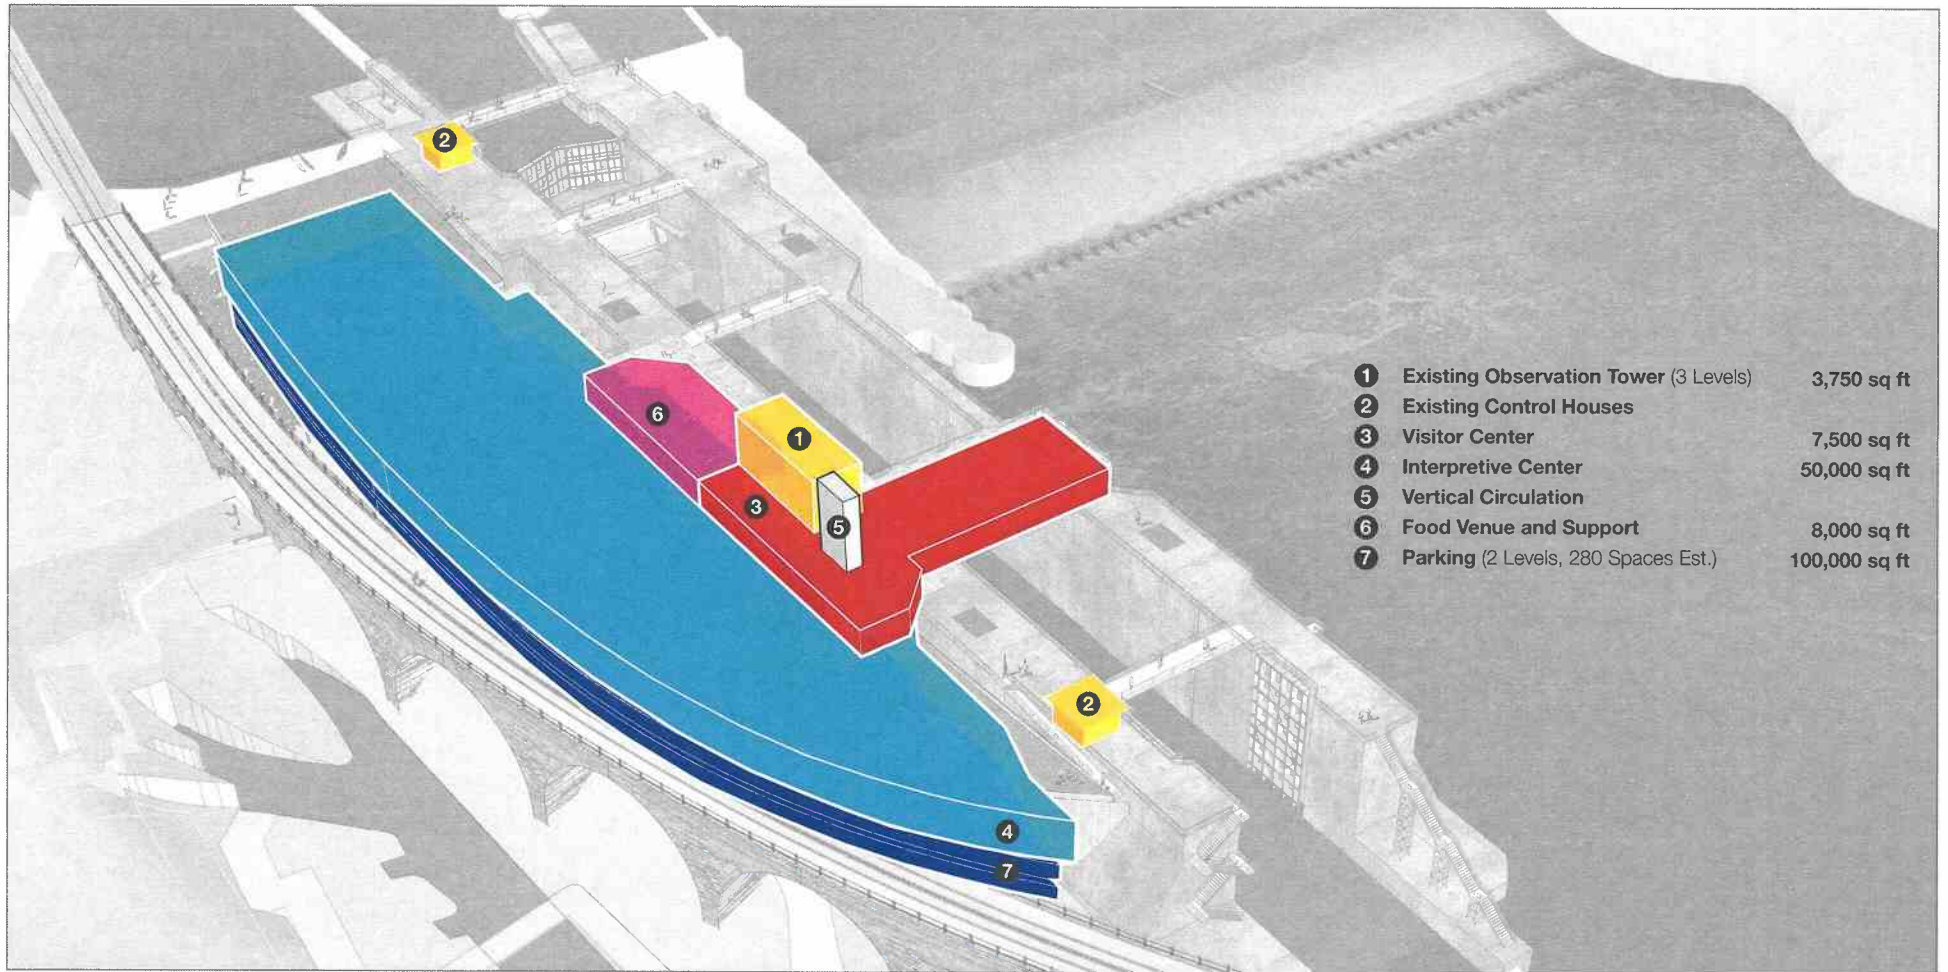 2
6
1
3
5
2
4
7
1 Existing Observation Tower (3 Levels) 3,750 sq ft
2 Existing Control Houses
3 Visitor Center 7,500 sq ft
4 Interpretive Center 50,000 sq ft
5 Vertical Circulation
6 Food Venue and Support 8,000 sq ft
7 Parking (2 Levels, 280 Spaces Est.) 100,000 sq ft